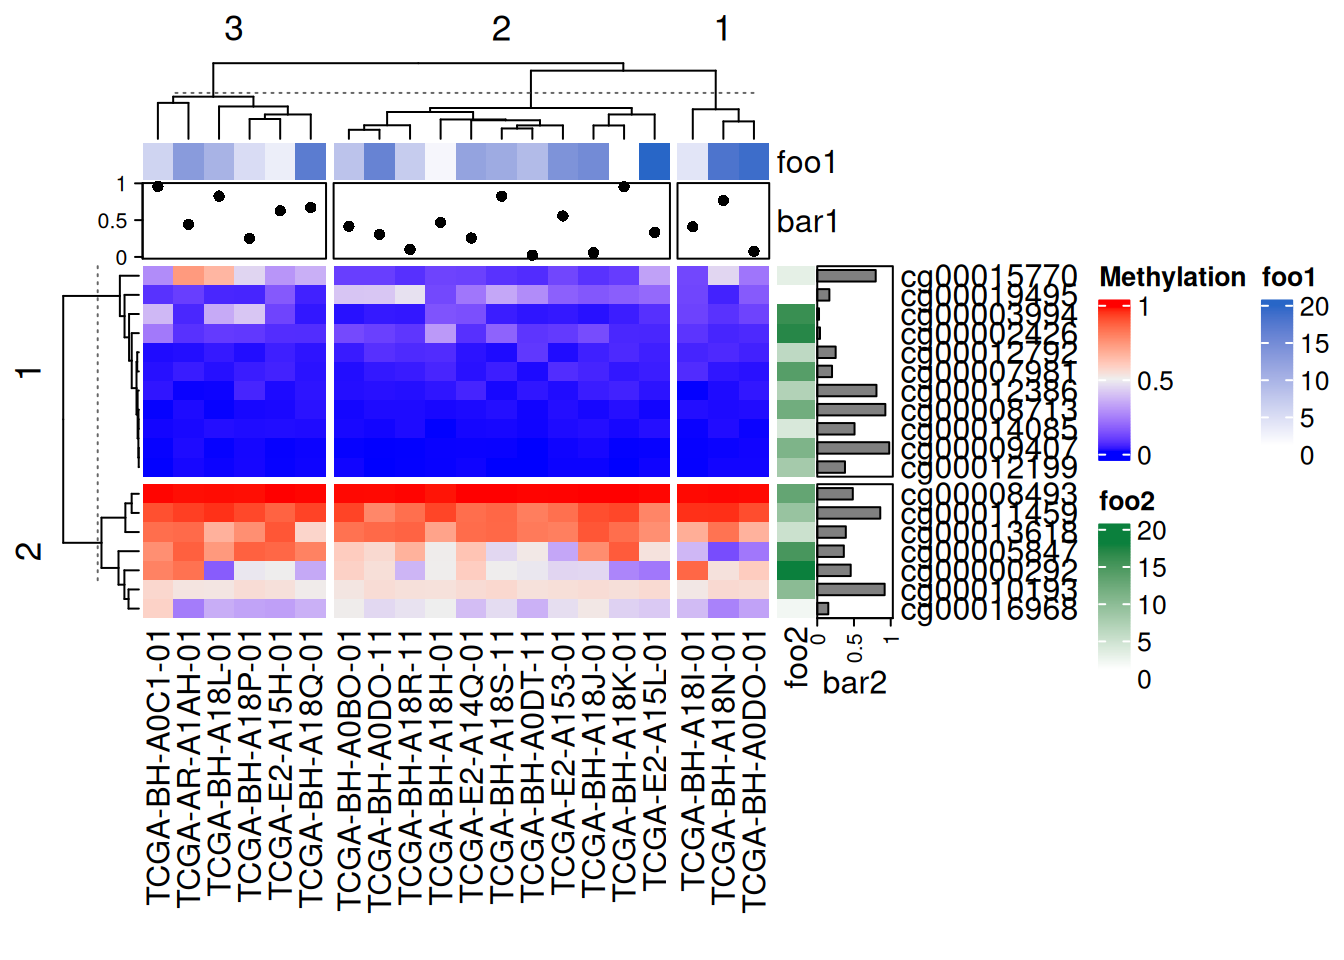 3 2 1
foo1
1
0.5
0
bar1
1
2
cg00015770
cg00019495
cg00003994
cg00002426
cg00012792
cg00007981
cg00012386
cg00008713
cg00014085
cg00009407
cg00012199
cg00008493
cg00011459
cg00013618
cg00005847
cg00000292
cg00010193
cg00016968
Methylation
1
0.5
0
foo1
20
15
10
5
0
foo2
20
15
10
5
0
TCGA-BH-A0C1-01
TCGA-AR-A1AH-01
TCGA-BH-A18L-01
TCGA-BH-A18P-01
TCGA-E2-A15H-01
TCGA-BH-A18Q-01
TCGA-BH-A0BO-01
TCGA-BH-A0DO-11
TCGA-BH-A18R-11
TCGA-BH-A18H-01
TCGA-E2-A14Q-01
TCGA-BH-A18S-11
TCGA-BH-A0DT-11
TCGA-E2-A153-01
TCGA-BH-A18J-01
TCGA-BH-A18K-01
TCGA-E2-A15L-01
TCGA-BH-A18I-01
TCGA-BH-A18N-01
TCGA-BH-A0DO-01
foo2
0
0.5
1
bar2